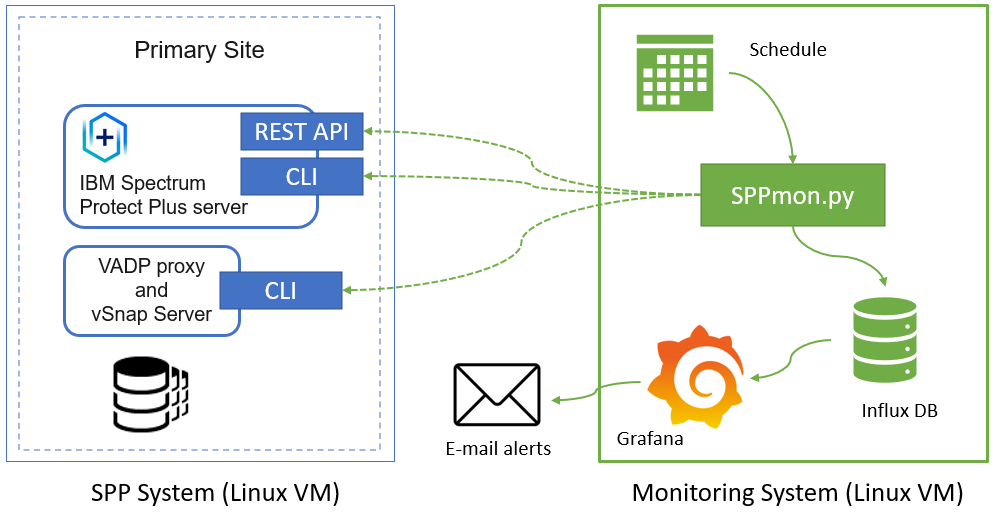 Primary Site
REST API
CLI
IBM Spectrum
Protect Plus server
VADP proxy
and
vSnap Server
CLI
SPP System (Linux VM)
E-mail alerts
Schedule
SPPmon.py
Influx DB
Grafana
Monitoring System (Linux VM)